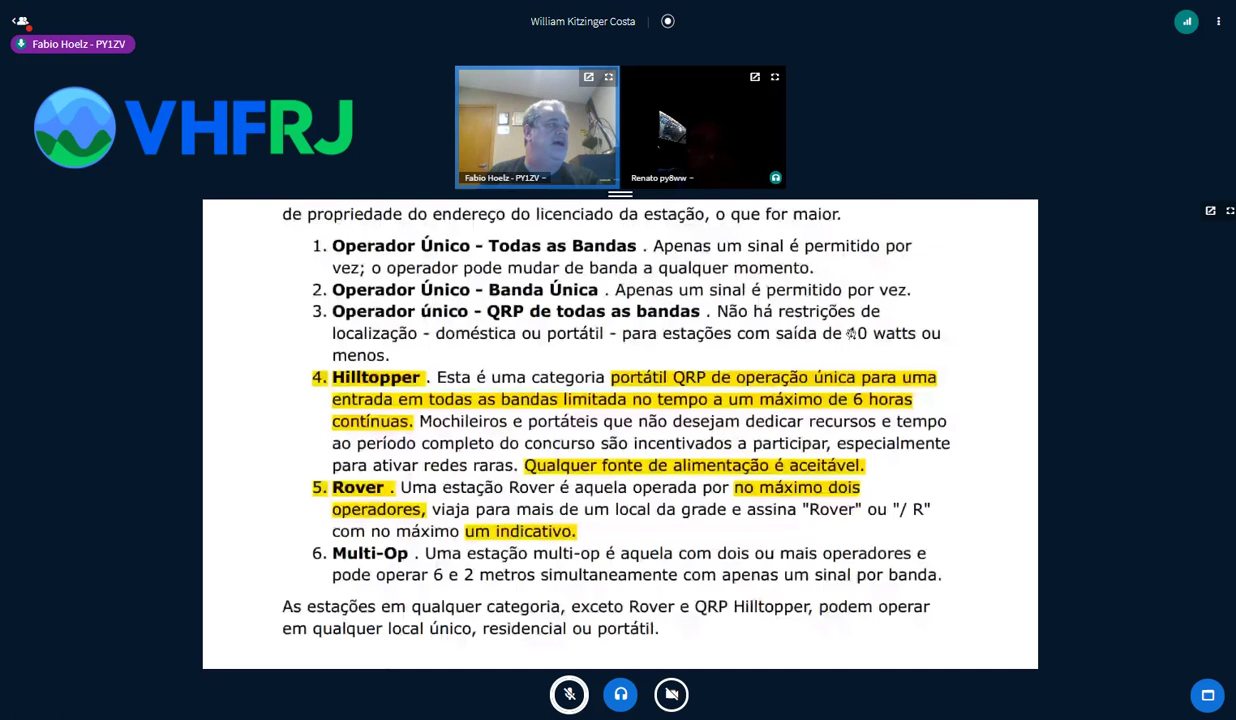 William Kitzinger Costa
Fabio Hoelz - PY1ZV
VHFRJ
Fabio Hoelz - PY1ZV
Renato py8ww
de propriedade do endereço do licenciado da estação, o que for maior.
1. Operador Único - Todas as Bandas . Apenas um sinal é permitido por
vez; o operador pode mudar de banda a qualquer momento.
2. Operador Único - Banda Única . Apenas um sinal é permitido por vez.
3. Operador único - QRP de todas as bandas . Não há restrições de
localização - doméstica ou portátil - para estações com saída de watts ou
menos.
4. Hilltopper . Esta é uma categoria portátil QRP de operação única para uma
entrada em todas as bandas limitada no tempo a um máximo de 6 horas
contínuas. Mochileiros e portáteis que não desejam dedicar recursos e tempo
ao período completo do concurso são incentivados a participar, especialmente
para ativar redes raras. Qualquer fonte de alimentação é aceitável.
5. Rover . Uma estação Rover é aquela operada por no máximo dois
operadores, viaja para mais de um local da grade e assina "Rover" ou "/ R"
com no máximo um indicativo.
6. Multi-Op . Uma estação multi-op é aquela com dois ou mais operadores e
pode operar 6 e 2 metros simultaneamente com apenas um sinal por banda.
As estações em qualquer categoria, exceto Rover e QRP Hilltopper, podem operar
em qualquer local único, residencial ou portátil.